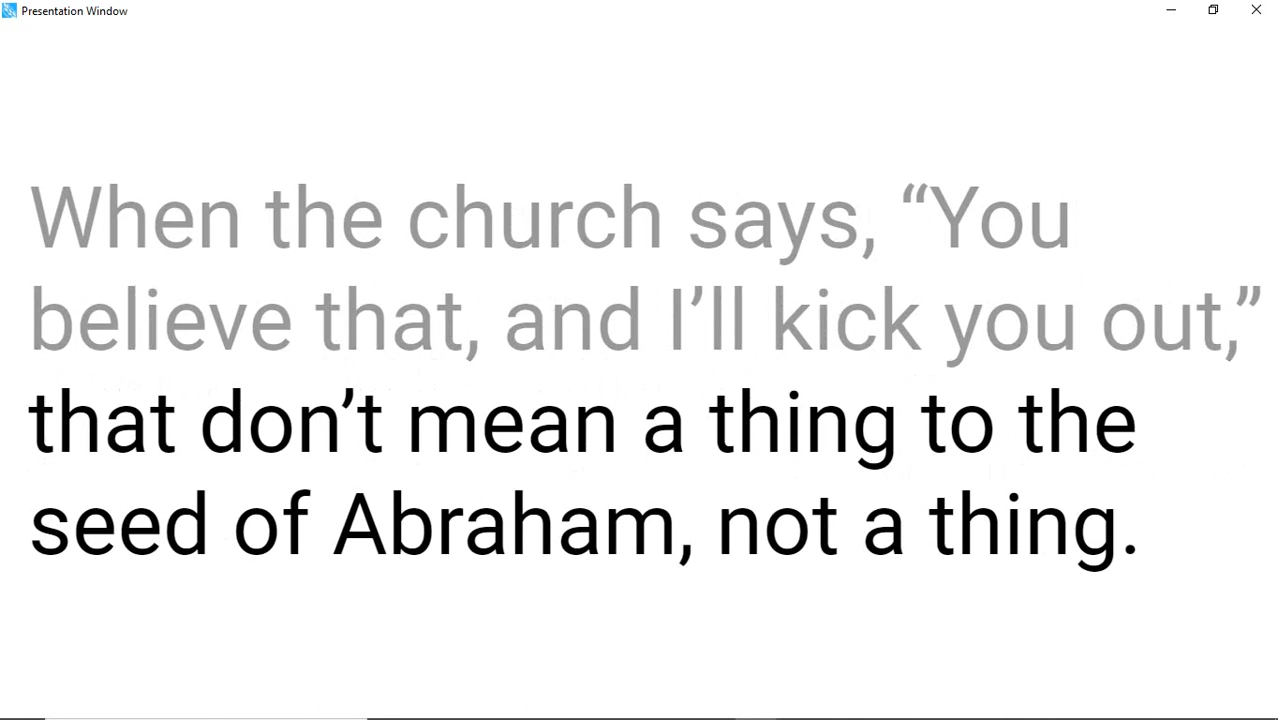 Presentation Window
When the church says, “You
believe that, and I’ll kick you out,”
that don’t mean a thing to the
seed of Abraham, not a thing.